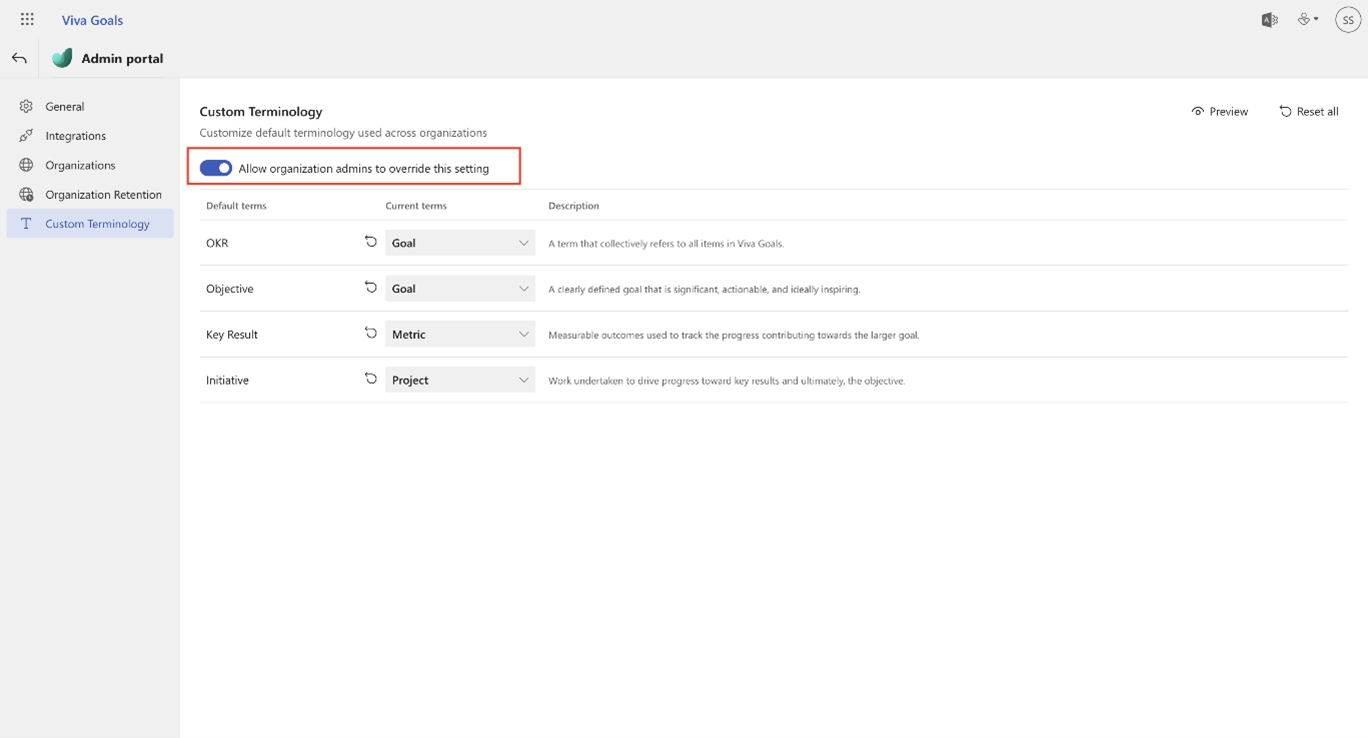 Viva Goals
SS
Admin portal
General
Integrations
Organizations
Organization Retention
Custom Terminology
Custom Terminology
Preview
Reset all
Customize default terminology used across organizations
Allow organization admins to override this setting
Default terms
Current terms
Description
OKR
Goal
A term that collectively refers to all items in Viva Goals.
Objective
Goal
A clearly defined goal that is significant, actionable, and ideally inspiring.
Key Result
Metric
Measurable outcomes used to track the progress contributing towards the larger goal.
Initiative
Project
Work undertaken to drive progress toward key results and ultimately, the objective.